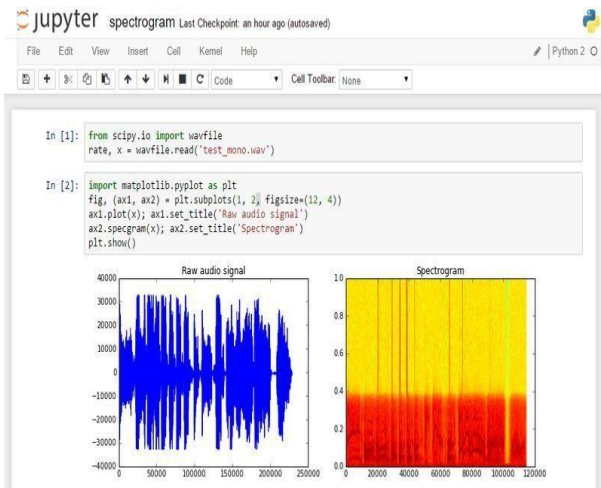 jupyter spectrogram Last Checkpoint: an hour ago (autosaved)
File Edit View Insert Cell Kernel Help Python 2
Code Cell Toolbar: None
In [1]: from scipy.io import wavfile
rate, x = wavfile.read('test_mono.wav')
In [2]: import matplotlib.pyplot as plt
fig, (ax1, ax2) = plt.subplots(1, 2, figsize=(12, 4))
ax1.plot(x); ax1.set_title('Raw audio signal')
ax2.specgram(x); ax2.set_title('Spectrogram')
plt.show()
Raw audio signal
40000
30000
20000
10000
0
−10000
−20000
−30000
−40000
0 50000 100000 150000 200000 250000
Spectrogram
1.0
0.8
0.6
0.4
0.2
0.0
0 20000 40000 60000 80000 100000 120000